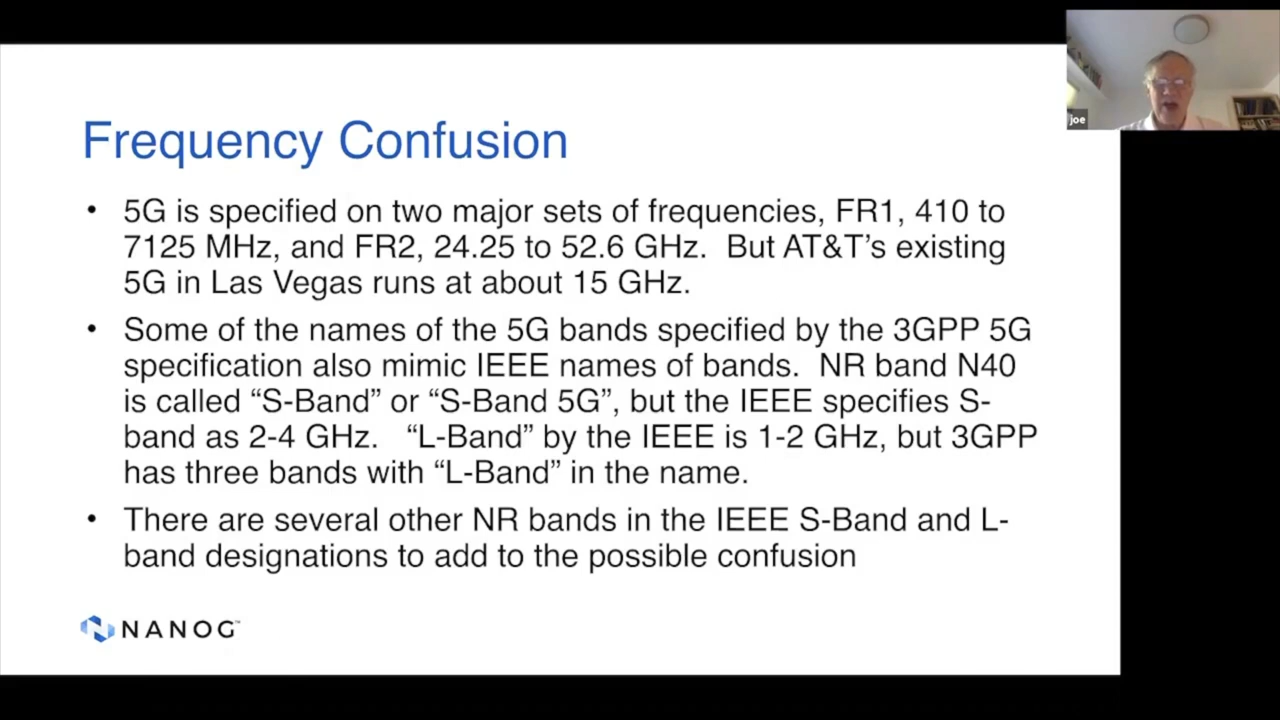 Frequency Confusion
• 5G is specified on two major sets of frequencies, FR1, 410 to
7125 MHz, and FR2, 24.25 to 52.6 GHz.  But AT&T’s existing
5G in Las Vegas runs at about 15 GHz.
• Some of the names of the 5G bands specified by the 3GPP 5G
specification also mimic IEEE names of bands.  NR band N40
is called “S-Band” or “S-Band 5G”, but the IEEE specifies S-
band as 2-4 GHz.   “L-Band” by the IEEE is 1-2 GHz, but 3GPP
has three bands with “L-Band” in the name.
• There are several other NR bands in the IEEE S-Band and L-
band designations to add to the possible confusion
NANOG™
joe